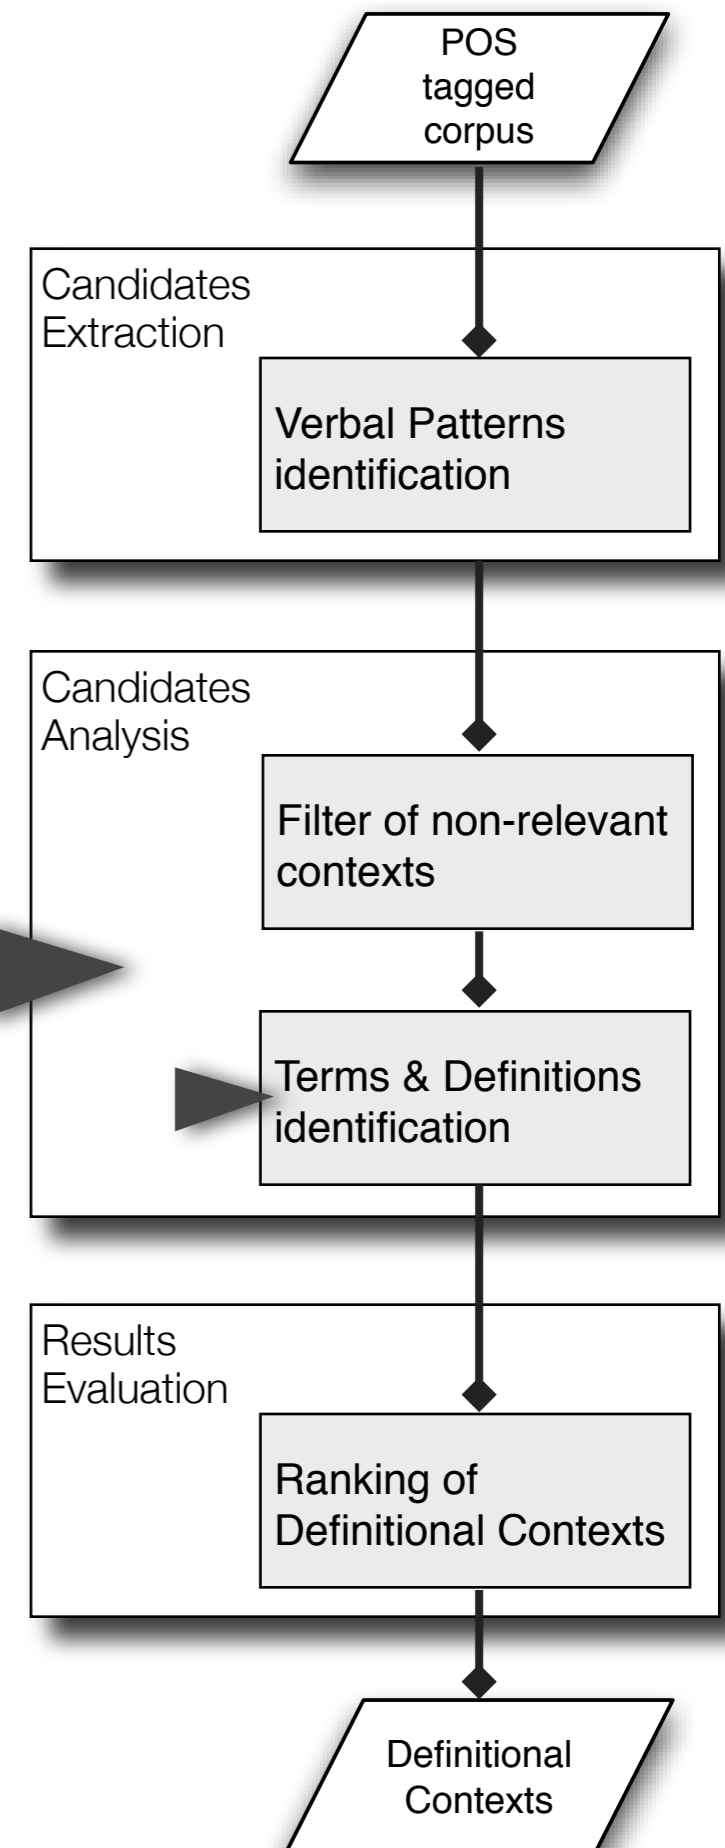 POS
tagged
corpus
Candidates
Extraction
Verbal Patterns
identification
Candidates
Analysis
Filter of non-relevant
contexts
Terms & Definitions
identification
Results
Evaluation
Ranking of
Definitional Contexts
Definitional
Contexts